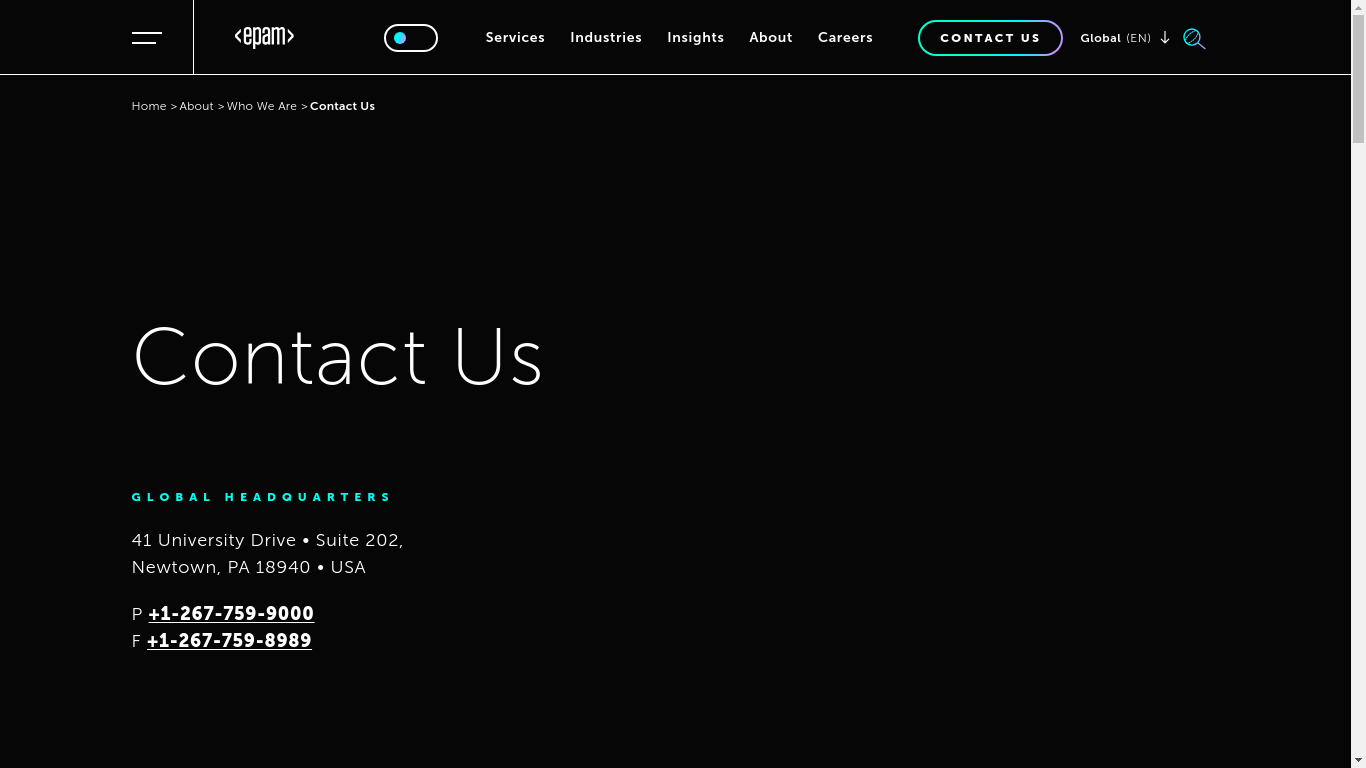 <epam>
Services
Industries
Insights
About
Careers
CONTACT US
Global (EN)
Home > About > Who We Are > Contact Us
Contact Us
GLOBAL HEADQUARTERS
41 University Drive • Suite 202,
Newtown, PA 18940 • USA
P +1-267-759-9000
F +1-267-759-8989